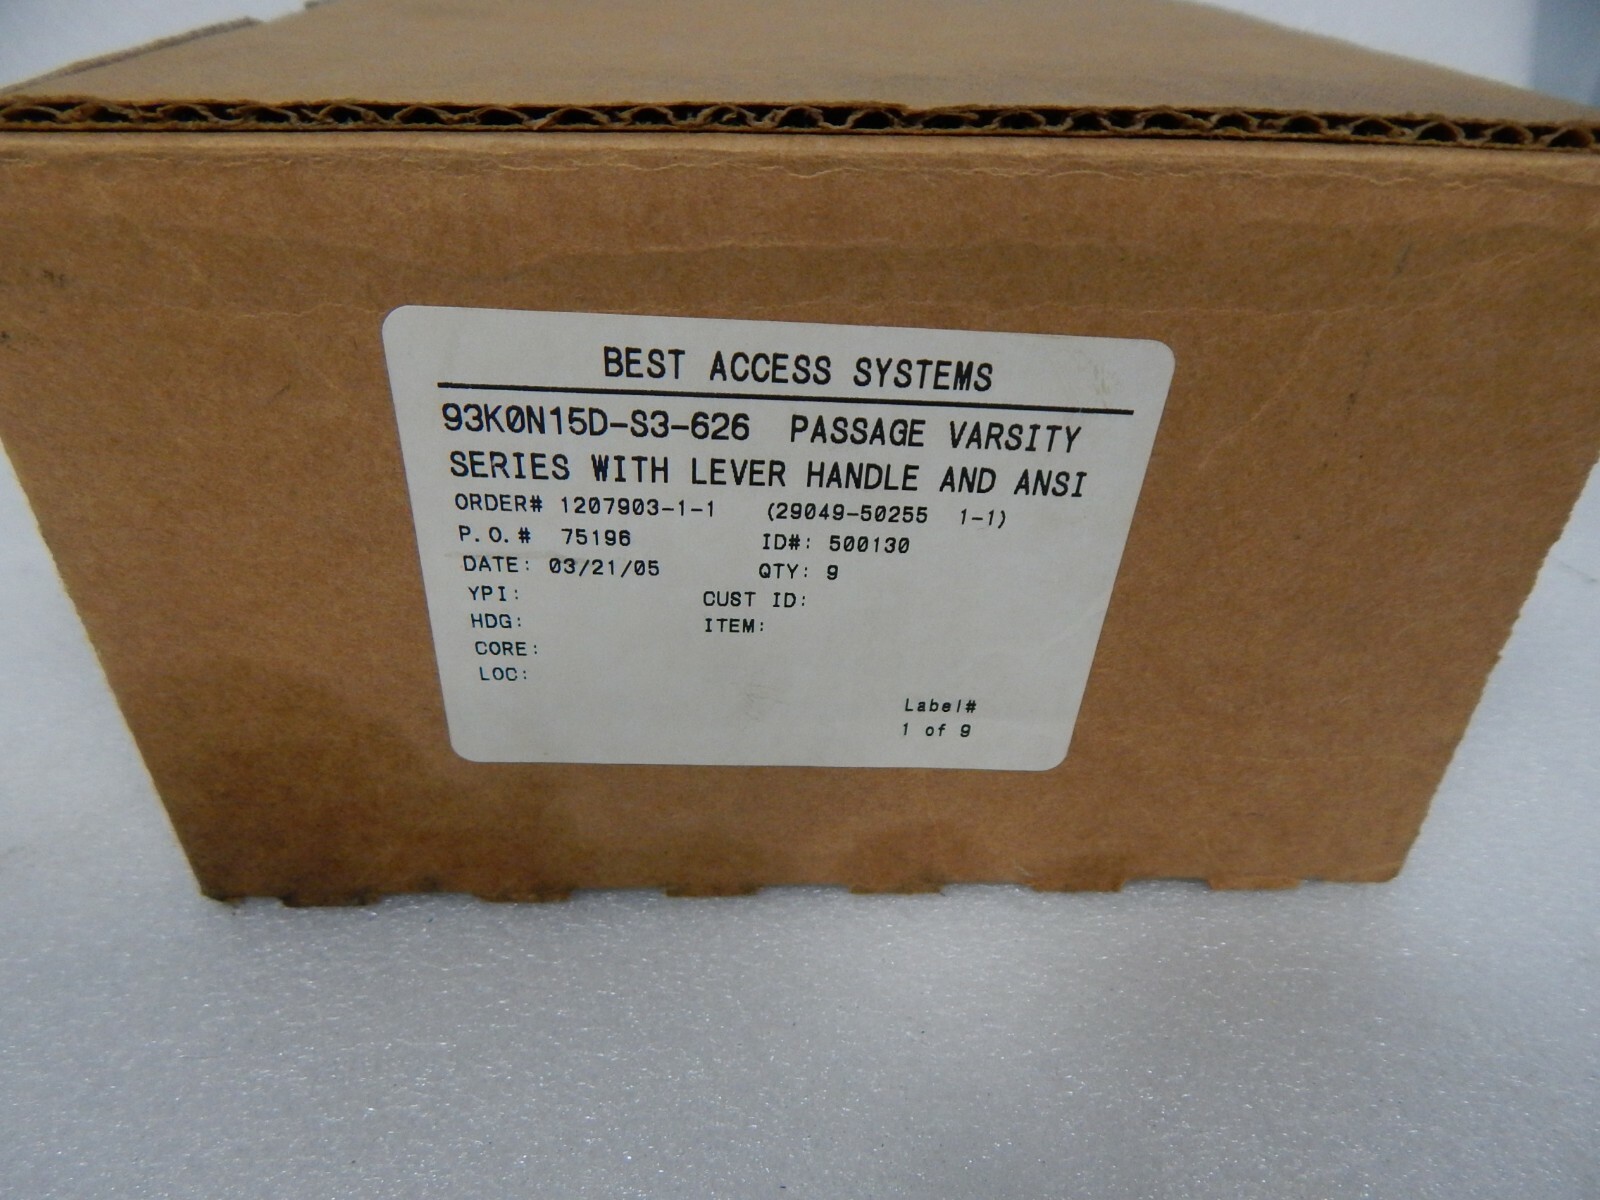 BEST ACCESS SYSTEMS
93K0N15D-S3-626 PASSAGE VARSITY
SERIES WITH LEVER HANDLE AND ANSI
ORDER# 1207903-1-1 (29049-50255 1-1)
P.O.# 75196 ID#: 500130
DATE: 03/21/05 QTY: 9
YPI: CUST ID:
HDG: ITEM:
CORE:
LOC:
Label#
1 of 9